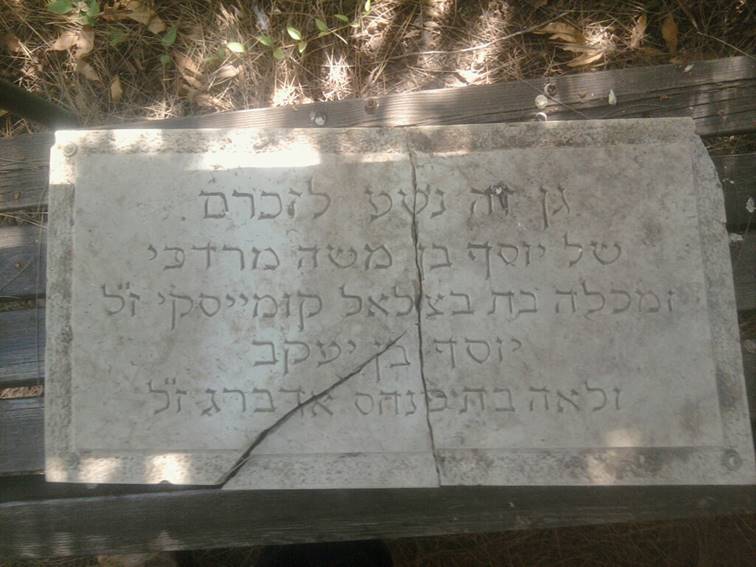 גן זה נטע לזכרם
של יוסף בן משה מרדכי
ומכלה בת בצלאל קומייסקי ז"ל
יוסף בן יעקב
ולאה בת פנחס אדברג ז"ל